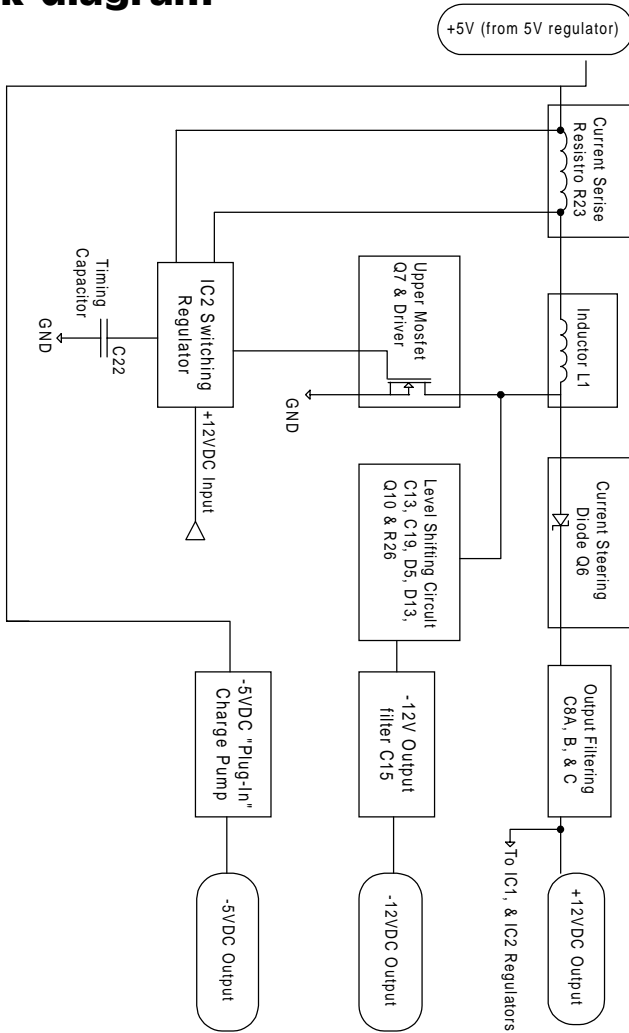 k diagram
+5V (from 5V regulator)
Current Serise
Resistro R23
Inductor L1
Current Steering
Diode Q6
Output Filtering
C8A, B, & C
+12VDC Output
To IC1, & IC2 Regulators
Upper Mosfet
Q7 & Driver
GND
Level Shifting Circult
C13, C19, D5, D13,
Q10 & R26
-12V Output
filter C15
-12VDC Output
IC2 Switching
Regulator
+12VDC Input
Timing
Capacitor
C22
GND
-5VDC "Plug-In"
Charge Pump
-5VDC Output